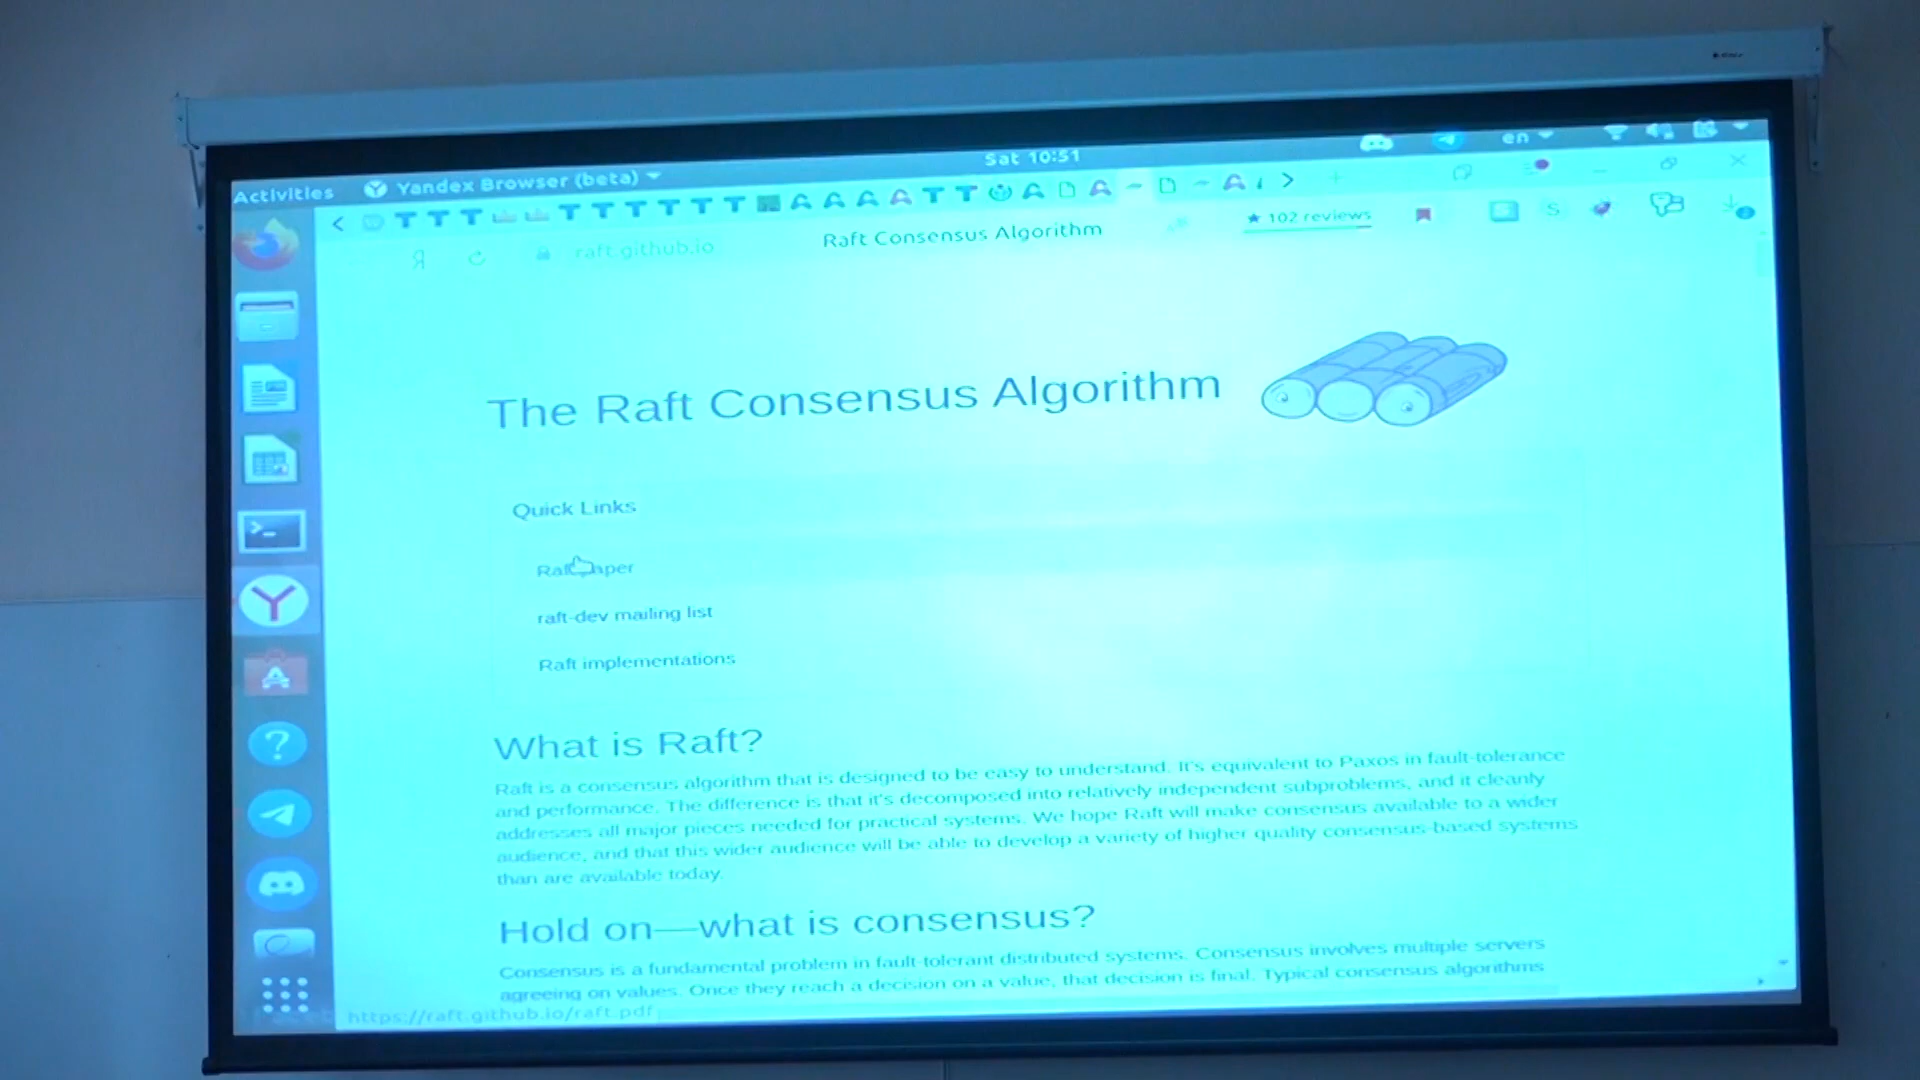 Sat 10:51
en
Activities
Yandex Browser (beta)
raft.github.io
Raft Consensus Algorithm
★ 102 reviews
The Raft Consensus Algorithm
Quick Links
raft-dev mailing list
Raft implementations
What is Raft?
Raft is a consensus algorithm that is designed to be easy to understand. It's equivalent to Paxos in fault-tolerance
and performance. The difference is that it's decomposed into relatively independent subproblems, and it cleanly
addresses all major pieces needed for practical systems. We hope Raft will make consensus available to a wider
audience, and that this wider audience will be able to develop a variety of higher quality consensus-based systems
than are available today.
Hold on—what is consensus?
Consensus is a fundamental problem in fault-tolerant distributed systems. Consensus involves multiple servers
agreeing on values. Once they reach a decision on a value, that decision is final. Typical consensus algorithms
https://raft.github.io/raft.pdf